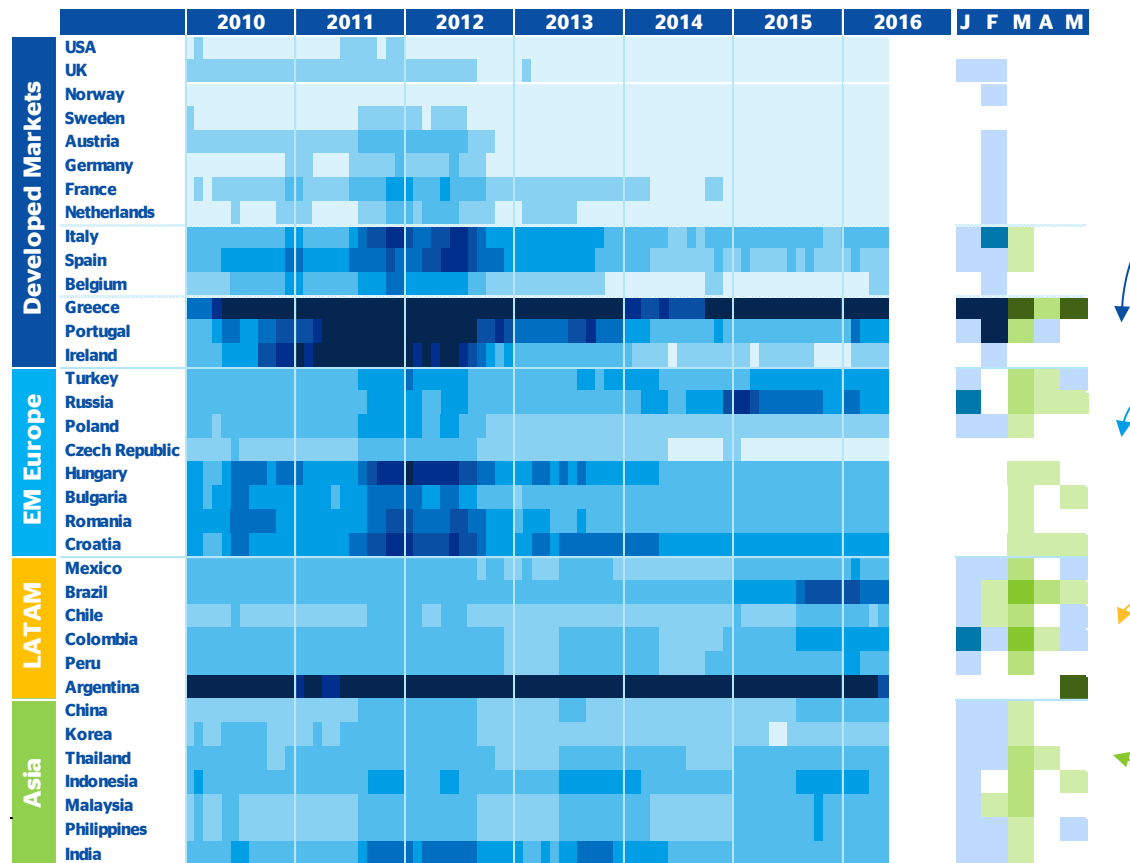 2010 2011 2012 2013 2014 2015 2016 J F M A M
Developed Markets
USA
UK
Norway
Sweden
Austria
Germany
France
Netherlands
Italy
Spain
Belgium
Greece
Portugal
Ireland
EM Europe
Turkey
Russia
Poland
Czech Republic
Hungary
Bulgaria
Romania
Croatia
LATAM
Mexico
Brazil
Chile
Colombia
Peru
Argentina
Asia
China
Korea
Thailand
Indonesia
Malaysia
Philippines
India